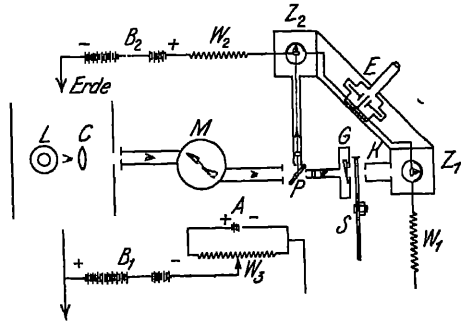 Z2
- B2 + W2
E
Erde
L C M G K Z1
P
S W1
+ A -
+ B1 - W3